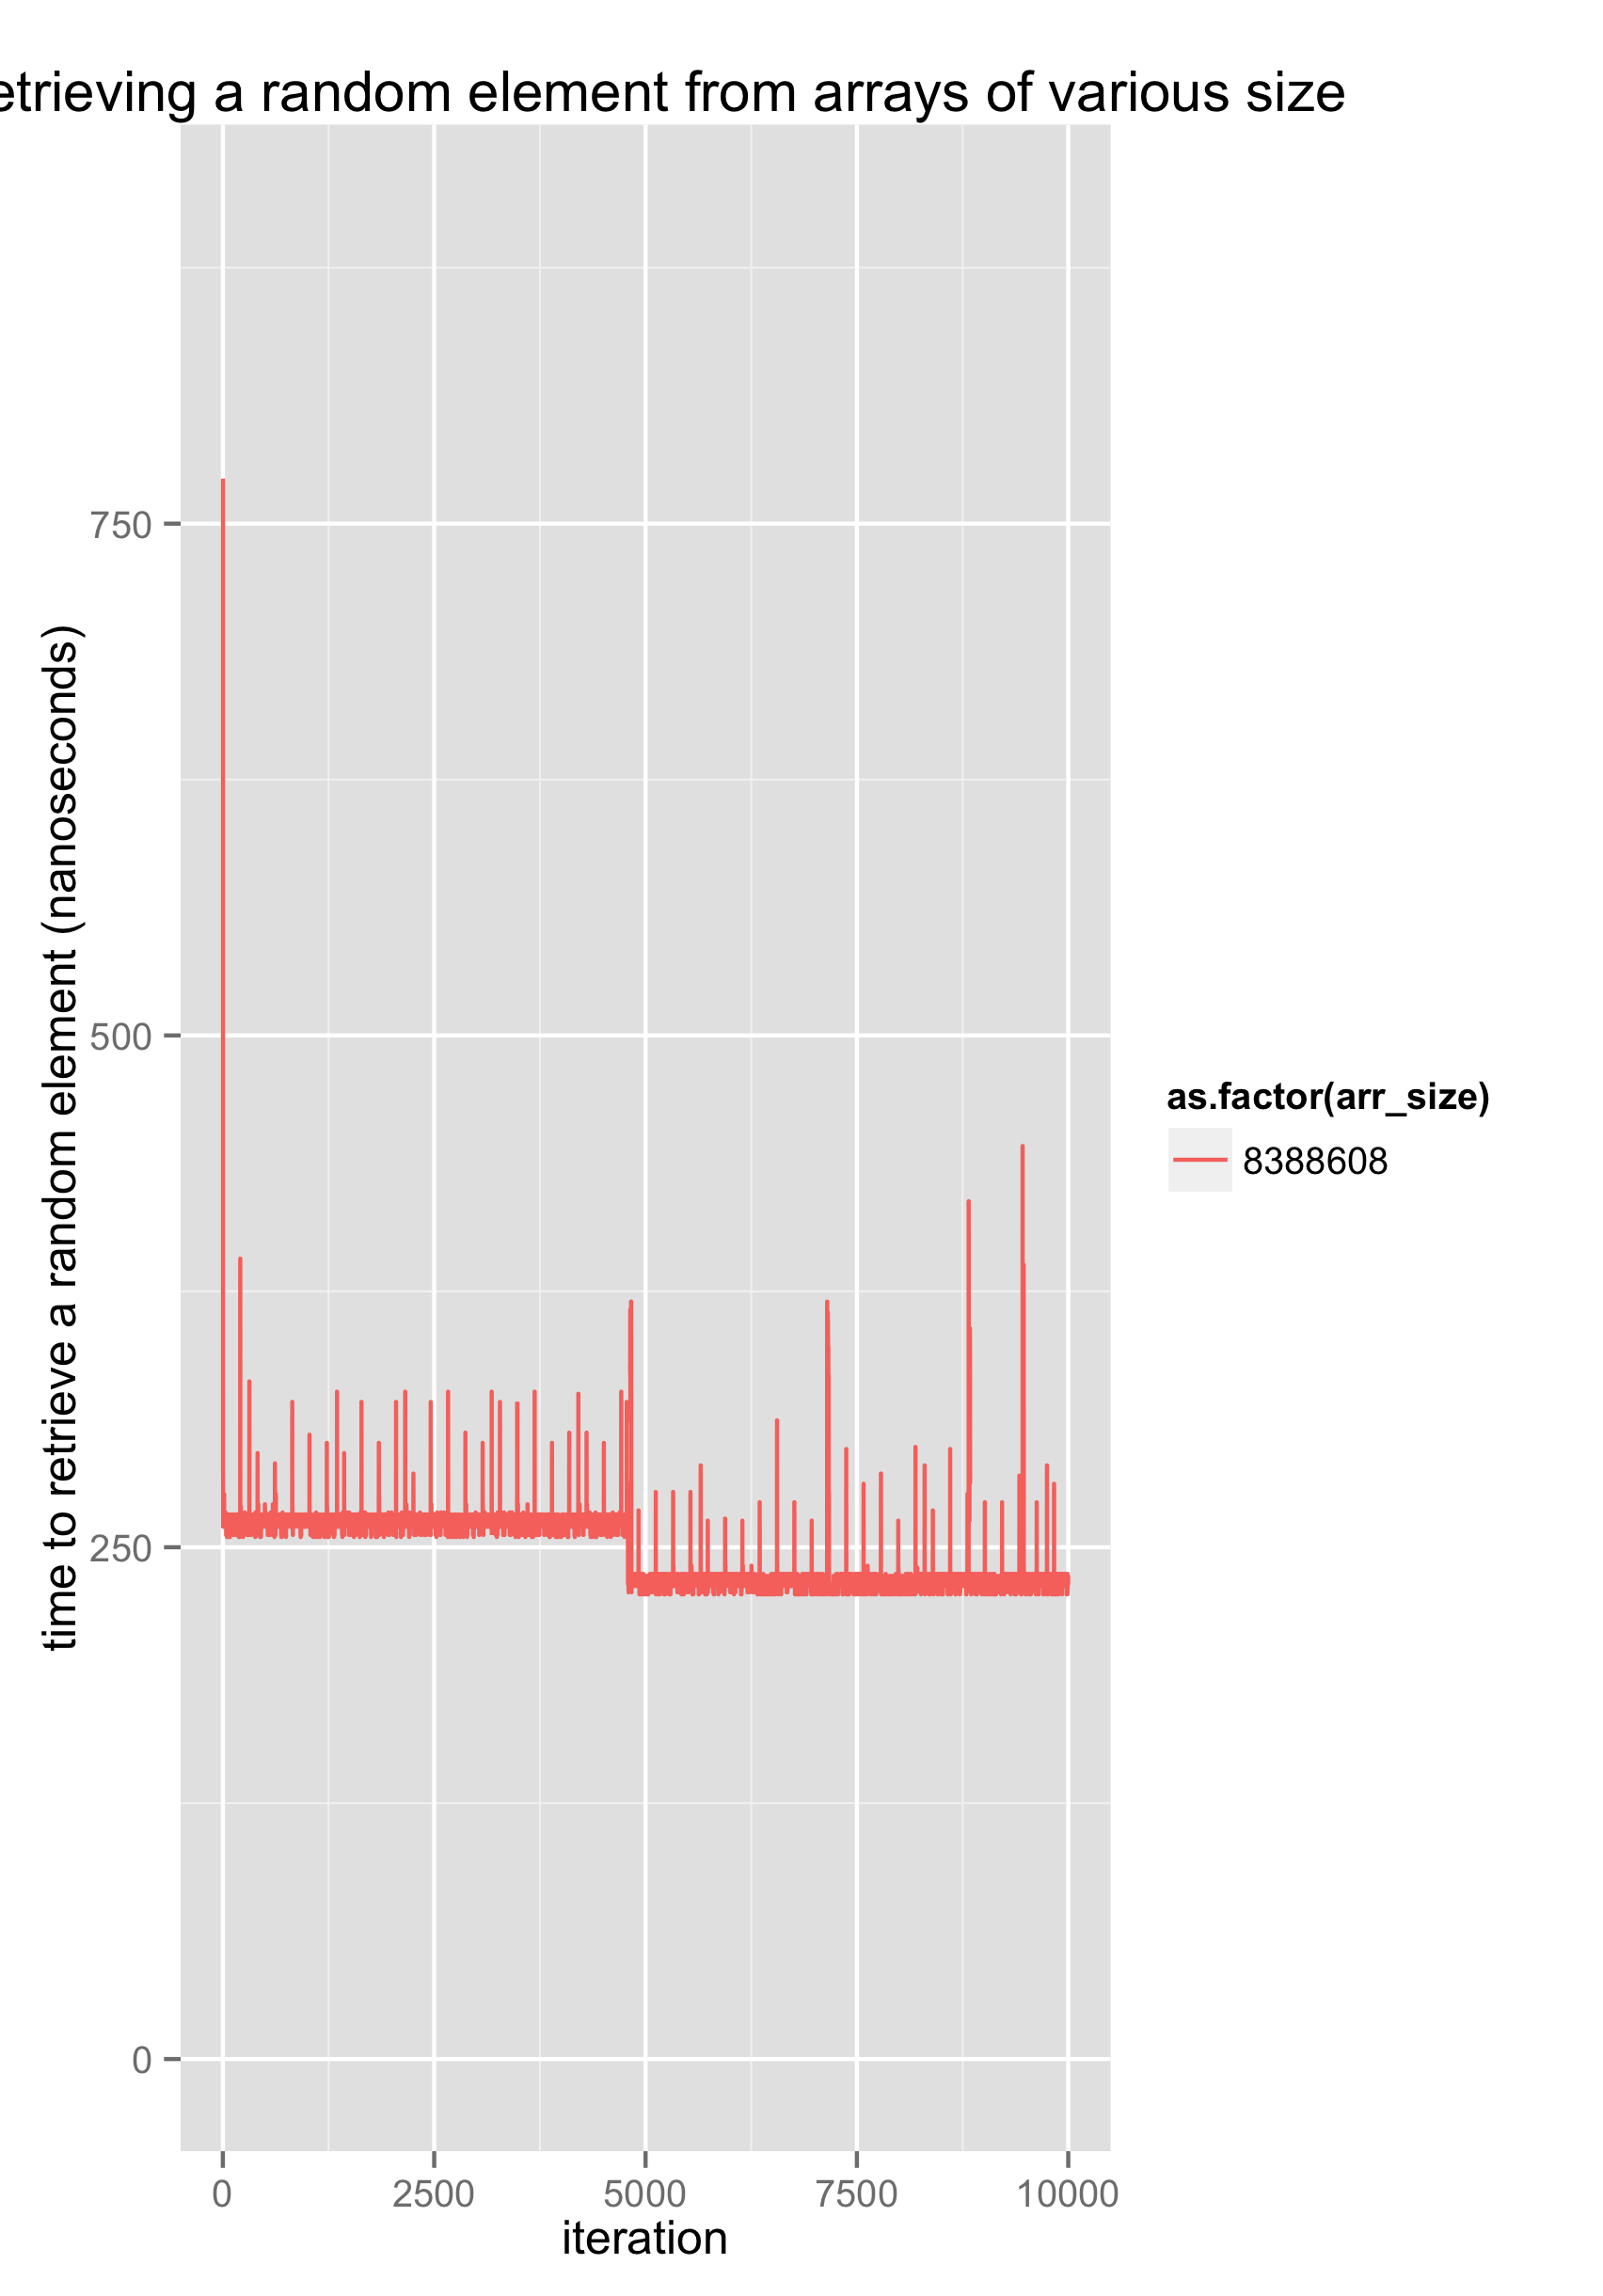 etrieving a random element from arrays of various size
time to retrieve a random element (nanoseconds)
750
500
250
0
0 2500 5000 7500 10000
iteration
as.factor(arr_size)
8388608